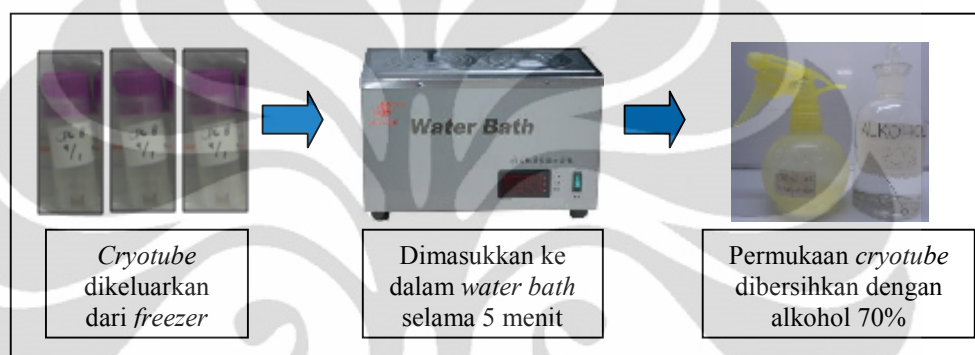 Water Bath
ALKOHOL
Cryotube
dikeluarkan
dari freezer
Dimasukkan ke
dalam water bath
selama 5 menit
Permukaan cryotube
dibersihkan dengan
alkohol 70%